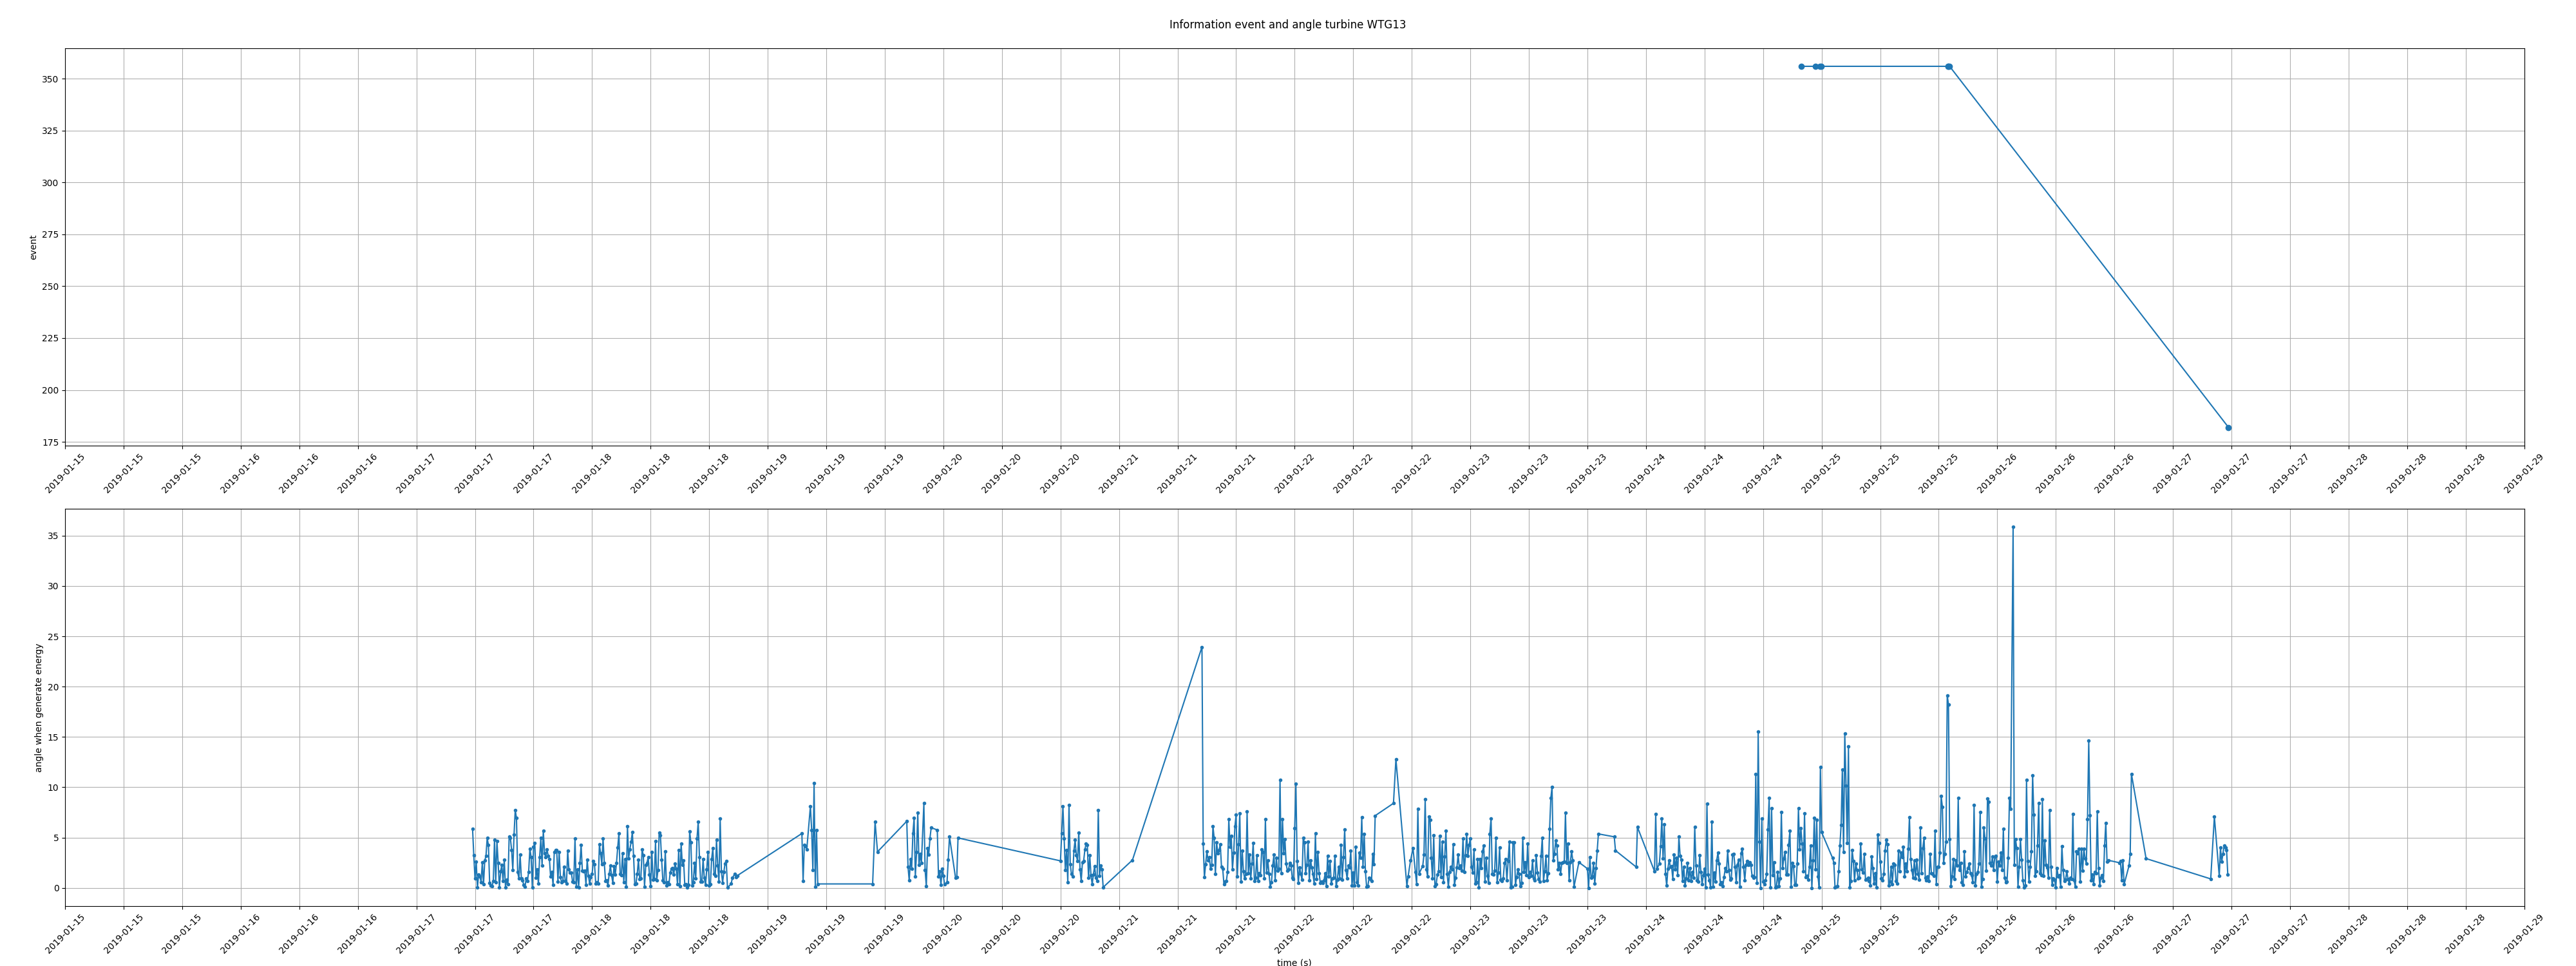 Information event and angle turbine WTG13
350
325
300
275
event
250
225
200
175
2019-01-15 2019-01-15 2019-01-15 2019-01-16 2019-01-16 2019-01-16 2019-01-17 2019-01-17 2019-01-17 2019-01-18 2019-01-18 2019-01-18 2019-01-19 2019-01-19 2019-01-19 2019-01-20 2019-01-20 2019-01-20 2019-01-21 2019-01-21 2019-01-21 2019-01-22 2019-01-22 2019-01-22 2019-01-23 2019-01-23 2019-01-23 2019-01-24 2019-01-24 2019-01-24 2019-01-25 2019-01-25 2019-01-25 2019-01-26 2019-01-26 2019-01-26 2019-01-27 2019-01-27 2019-01-27 2019-01-28 2019-01-28 2019-01-28 2019-01-29
35
30
25
20
angle when generate energy
15
10
5
0
2019-01-15 2019-01-15 2019-01-15 2019-01-16 2019-01-16 2019-01-16 2019-01-17 2019-01-17 2019-01-17 2019-01-18 2019-01-18 2019-01-18 2019-01-19 2019-01-19 2019-01-19 2019-01-20 2019-01-20 2019-01-20 2019-01-21 2019-01-21 2019-01-21 2019-01-22 2019-01-22 2019-01-22 2019-01-23 2019-01-23 2019-01-23 2019-01-24 2019-01-24 2019-01-24 2019-01-25 2019-01-25 2019-01-25 2019-01-26 2019-01-26 2019-01-26 2019-01-27 2019-01-27 2019-01-27 2019-01-28 2019-01-28 2019-01-28 2019-01-29
time (s)